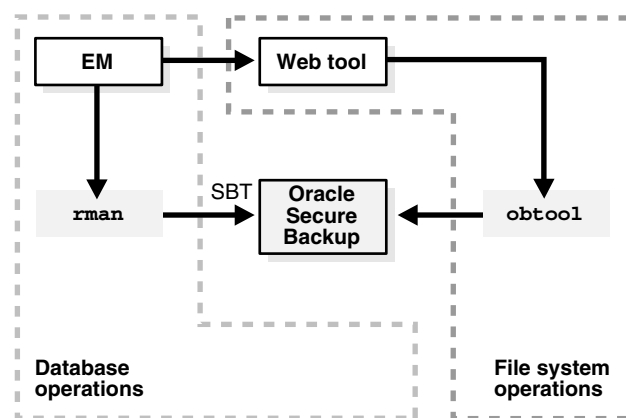 EM
Web tool
rman
SBT
Oracle
Secure
Backup
obtool
Database
operations
File system
operations